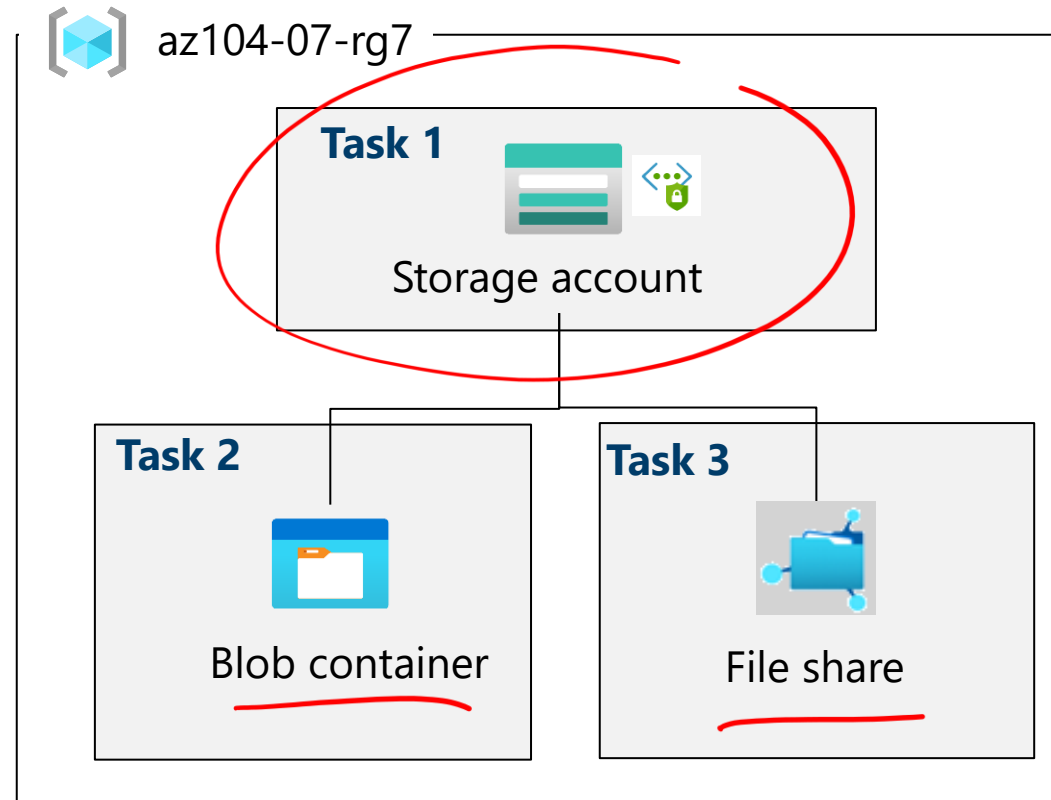 az104-07-rg7
Task 1
Storage account
Task 2
Blob container
Task 3
File share